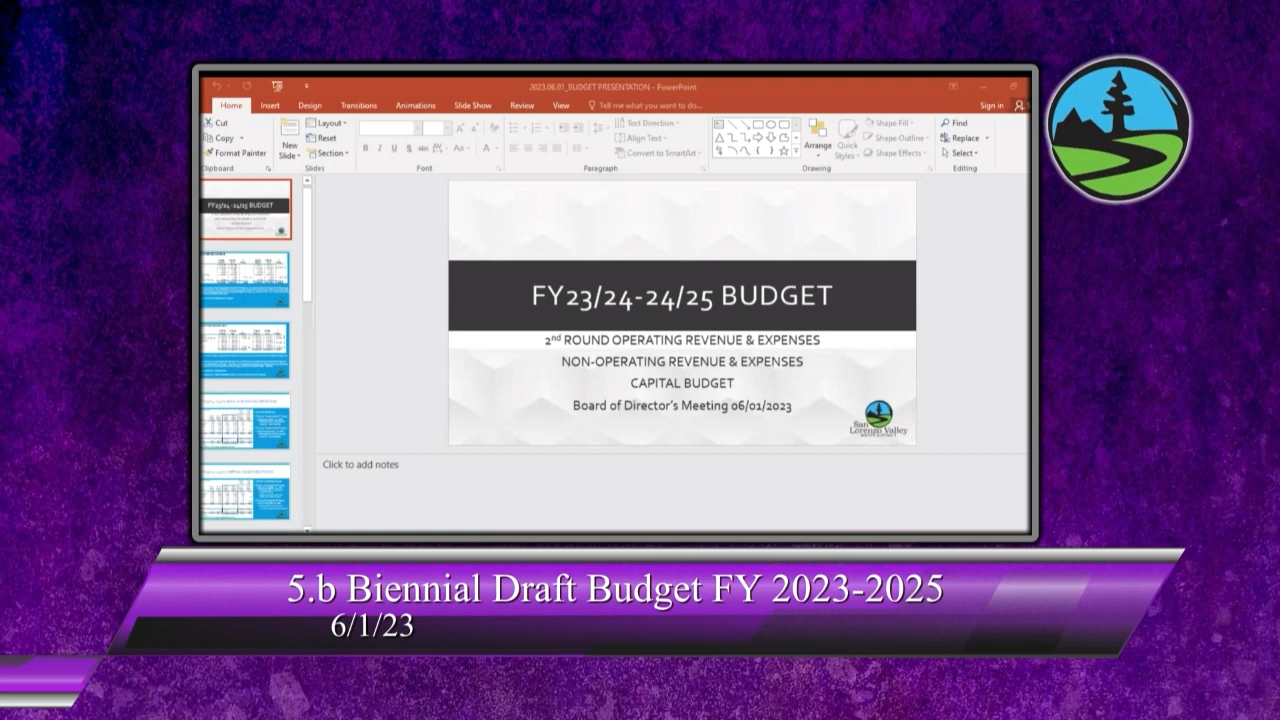 2023.06.01_BUDGET PRESENTATION - PowerPoint
Home Insert Design Transitions Animations Slide Show Review View Tell me what you want to do... Sign in
Cut
Copy
Format Painter
Clipboard
New
Slide
Layout
Reset
Section
Slides
Font
Text Direction
Align Text
Convert to SmartArt
Paragraph
Arrange
Quick
Styles
Shape Fill
Shape Outline
Shape Effects
Drawing
Find
Replace
Select
Editing
FY23/24-24/25 BUDGET
FY23/24-24/25 BUDGET
2nd ROUND OPERATING REVENUE & EXPENSES
NON-OPERATING REVENUE & EXPENSES
CAPITAL BUDGET
Board of Director's Meeting 06/01/2023
San
Lorenzo Valley
WATER DISTRICT
Click to add notes
5.b Biennial Draft Budget FY 2023-2025
6/1/23